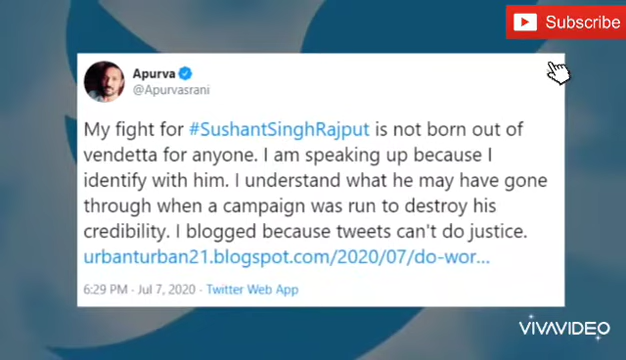 Subscribe
Apurva
@Apurvasrani
My fight for #SushantSinghRajput is not born out of
vendetta for anyone. I am speaking up because I
identify with him. I understand what he may have gone
through when a campaign was run to destroy his
credibility. I blogged because tweets can't do justice.
urbanturban21.blogspot.com/2020/07/do-wor...
6:29 PM · Jul 7, 2020 · Twitter Web App
VIVAVIDEO